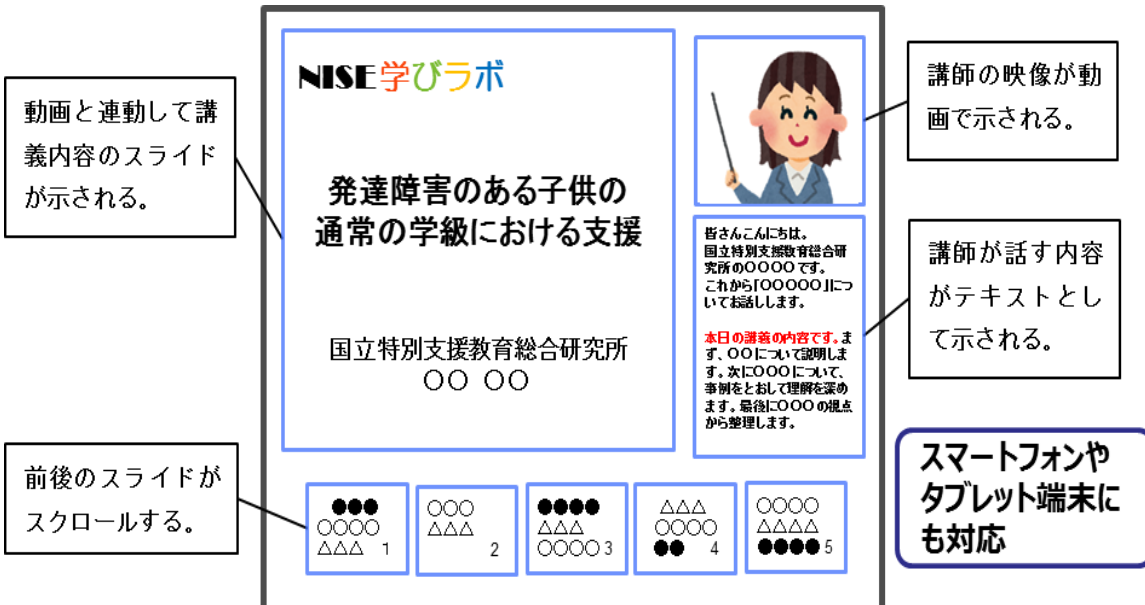 動画と連動して講
義内容のスライド
が示される。
前後のスライドが
スクロールする。
NISE学びラボ
発達障害のある子供の
通常の学級における支援
国立特別支援教育総合研究所
〇〇 〇〇
皆さんこんにちは。
国立特別支援教育総合研
究所の〇〇〇〇です。
これから「〇〇〇〇〇」につ
いてお話しします。
本日の講義の内容です。ま
ず、〇〇について説明しま
す。次に〇〇〇について、
事例をとおして理解を深め
ます。最後に〇〇〇の視点
から整理します。
●●●
〇〇〇〇
△△△ 1
〇〇〇
△△△
2
●●●●
△△△
〇〇〇〇 3
△△△
〇〇〇〇
●● 4
〇〇〇〇
△△△△
●●●● 5
講師の映像が動
画で示される。
講師が話す内容
がテキストとし
て示される。
スマートフォンや
タブレット端末に
も対応